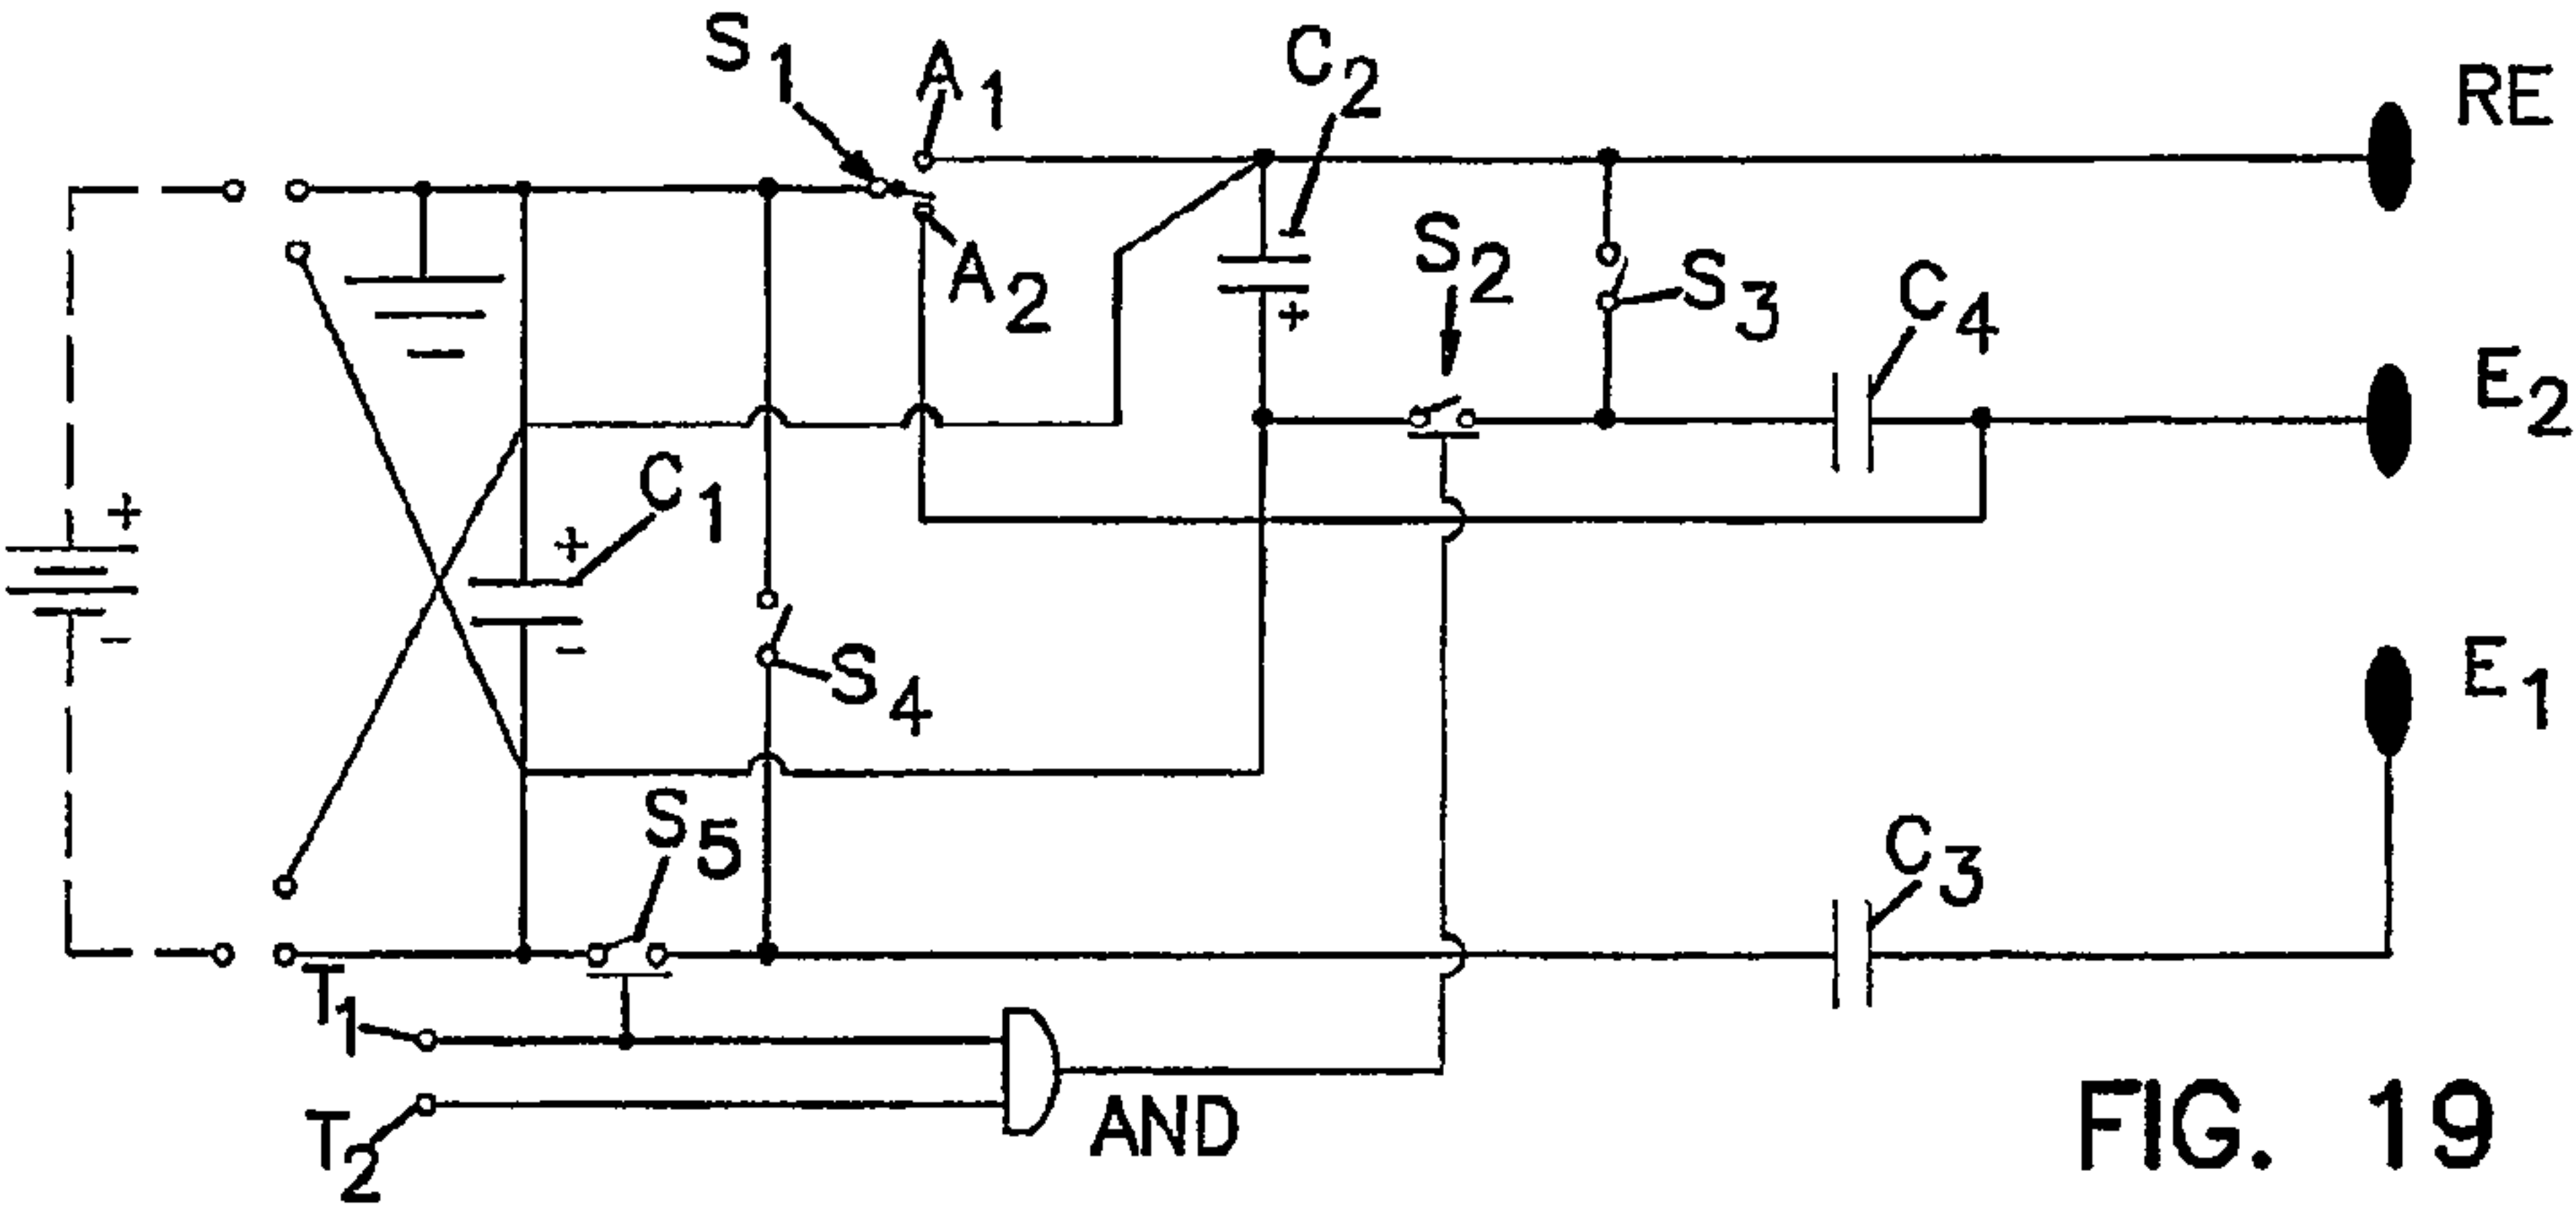 S1
A1
C2
RE
A2
S2
S3
C4
E2
+
+
C1
+
-
-
S4
E1
S5
C3
T1
T2
AND
FIG. 19